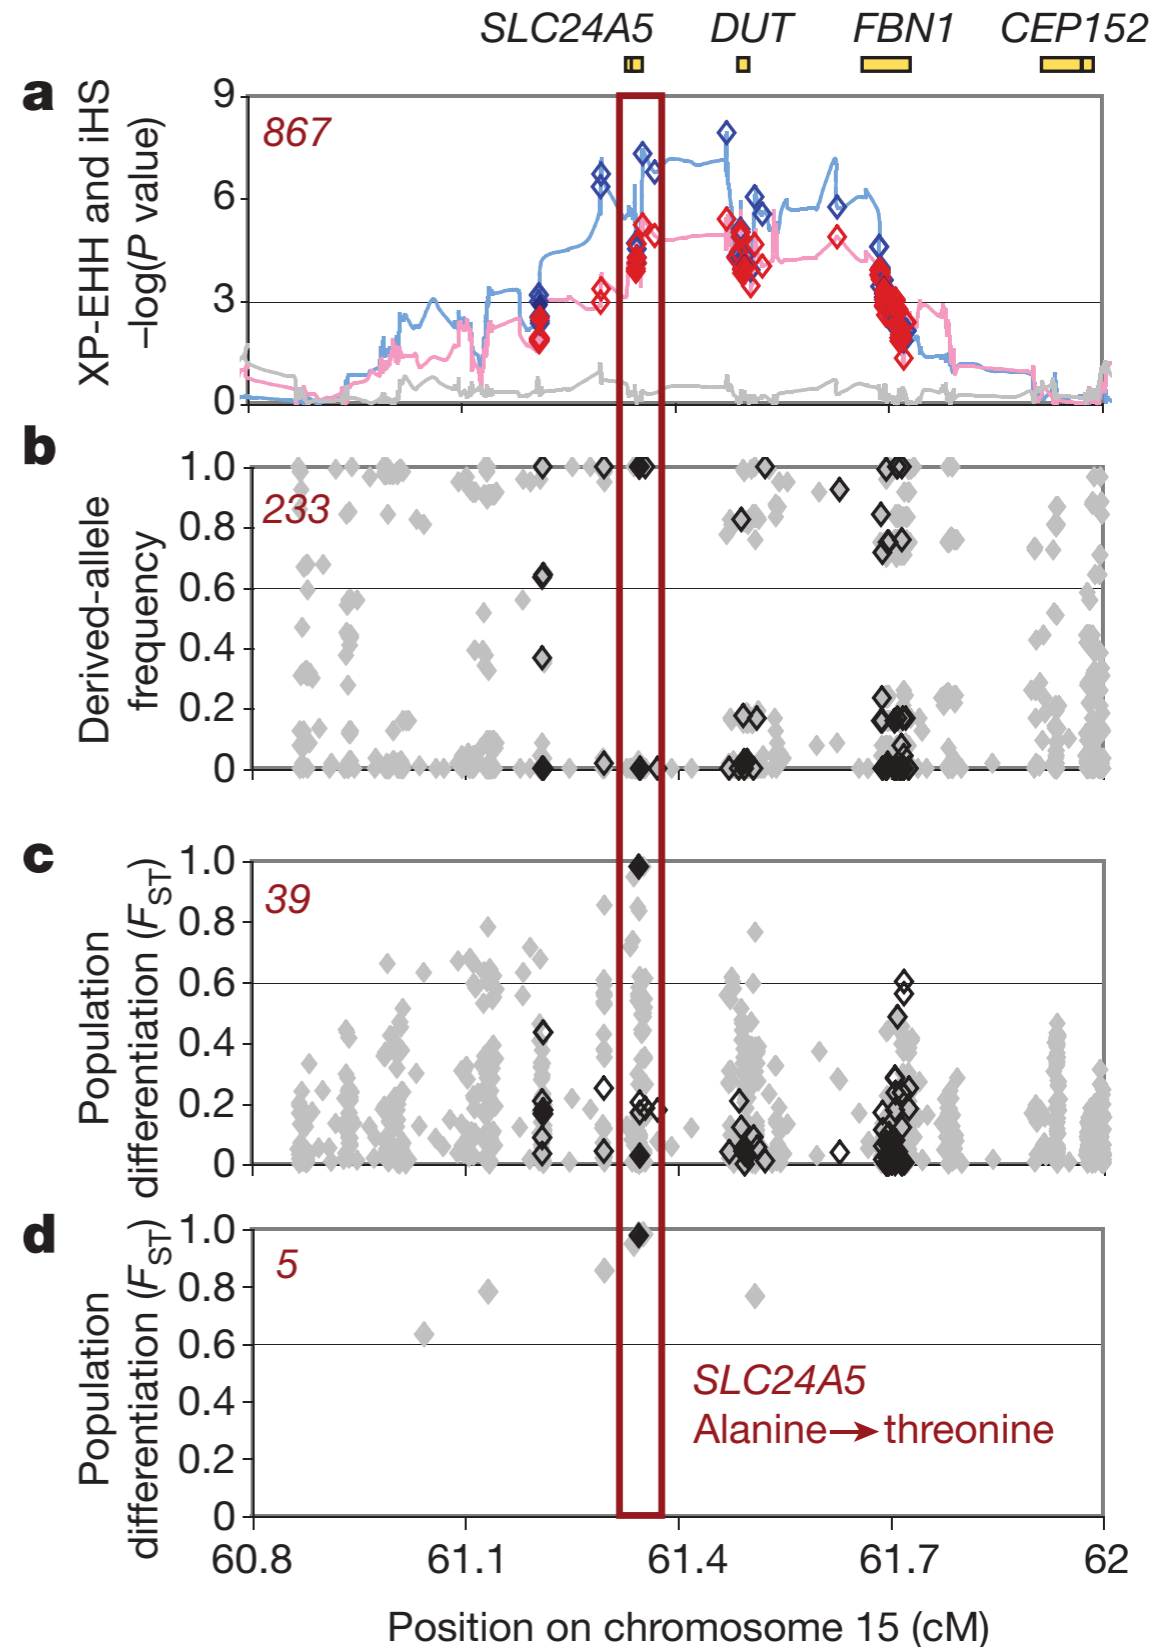 SLC24A5 DUT FBN1 CEP152
a
XP-EHH and iHS
–log(P value)
867
9
6
3
0
b
Derived-allele
frequency
233
1.0
0.8
0.6
0.4
0.2
0
c
Population
differentiation (FST)
39
1.0
0.8
0.6
0.4
0.2
0
d
Population
differentiation (FST)
5
1.0
0.8
0.6
0.4
0.2
0
SLC24A5
Alanine→threonine
60.8 61.1 61.4 61.7 62
Position on chromosome 15 (cM)